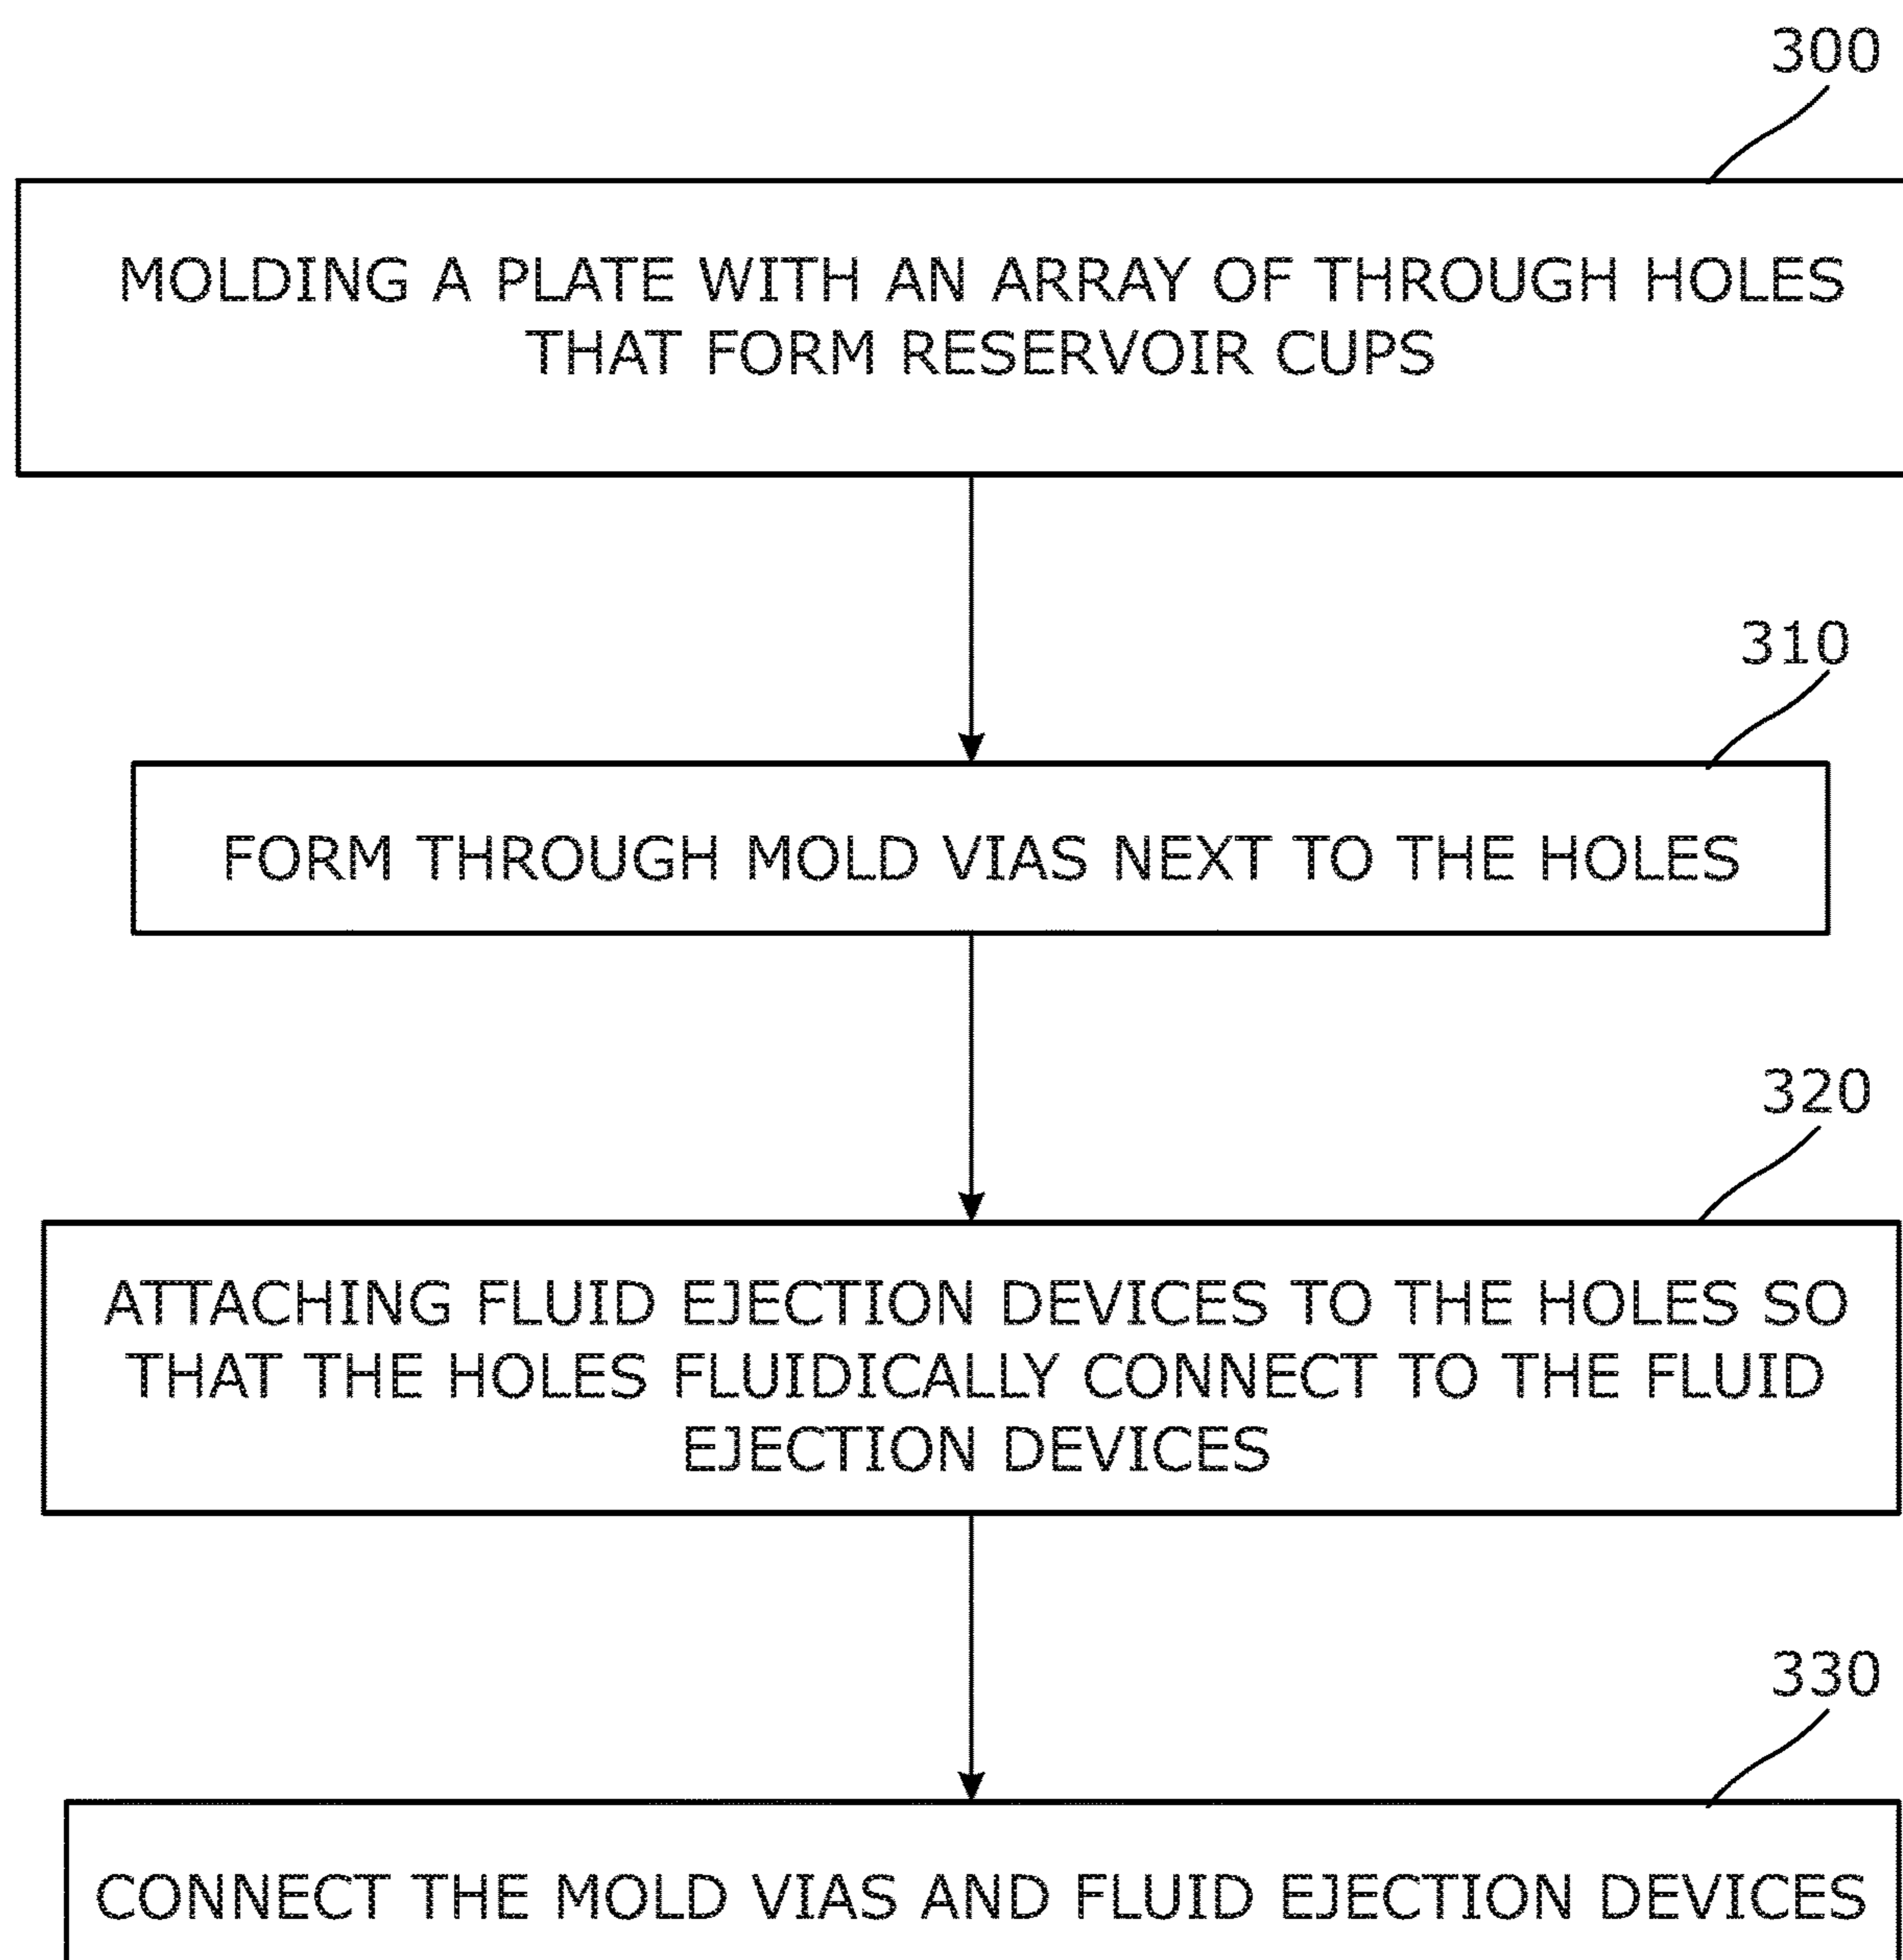 300
MOLDING A PLATE WITH AN ARRAY OF THROUGH HOLES
THAT FORM RESERVOIR CUPS
310
FORM THROUGH MOLD VIAS NEXT TO THE HOLES
320
ATTACHING FLUID EJECTION DEVICES TO THE HOLES SO
THAT THE HOLES FLUIDICALLY CONNECT TO THE FLUID
EJECTION DEVICES
330
CONNECT THE MOLD VIAS AND FLUID EJECTION DEVICES